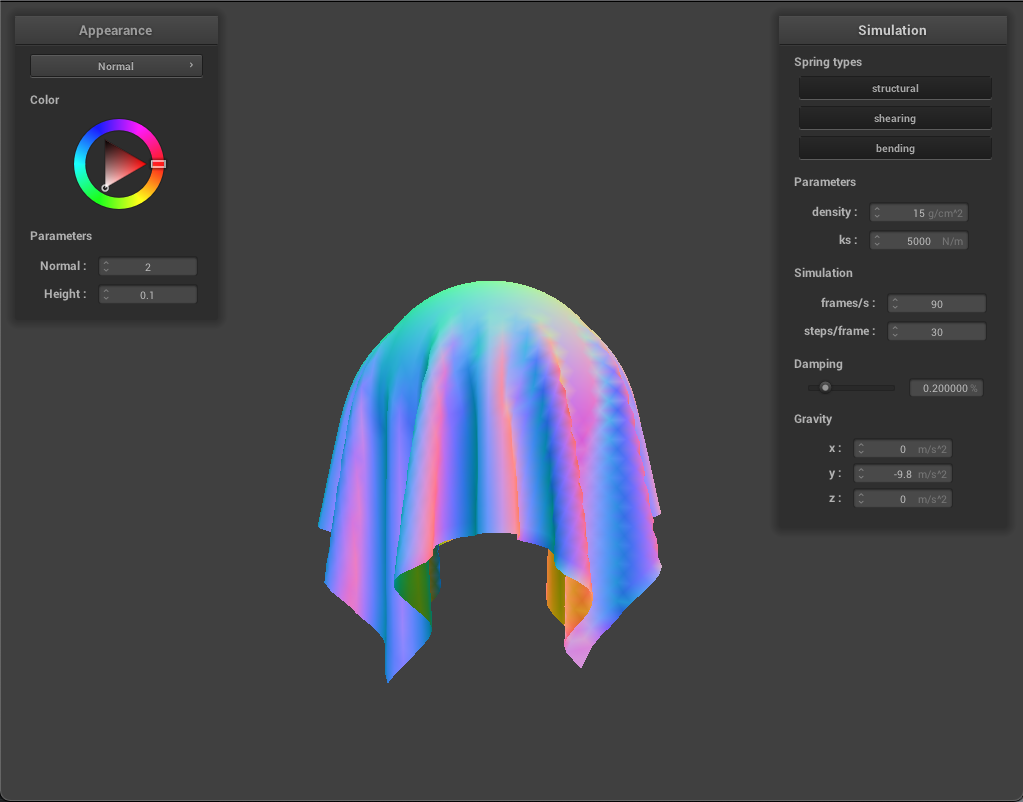 Appearance
Normal
Color
Parameters
Normal : 2
Height : 0.1
Simulation
Spring types
structural
shearing
bending
Parameters
density : 15 g/cm^2
ks : 5000 N/m
Simulation
frames/s : 90
steps/frame : 30
Damping
0.200000 %
Gravity
x : 0 m/s^2
y : -9.8 m/s^2
z : 0 m/s^2